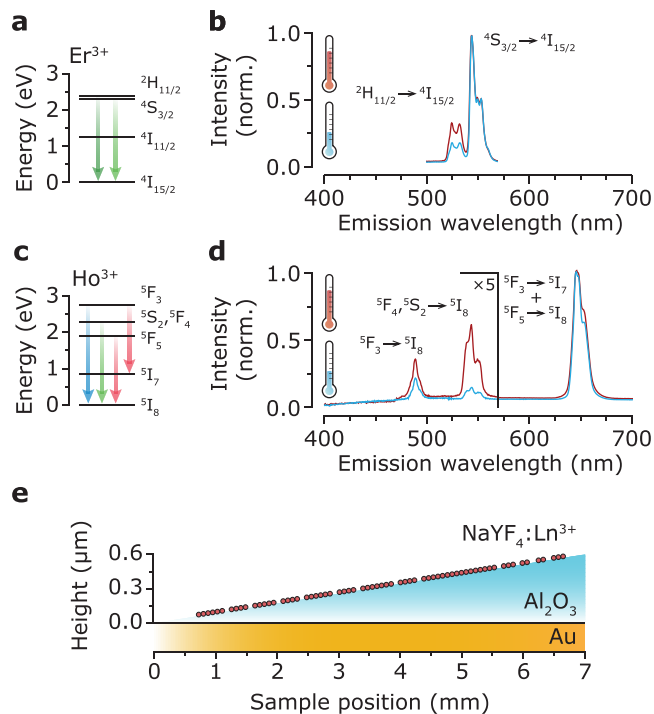 a
Er³⁺
Energy (eV)
3
2
1
0
²H₁₁/₂
⁴S₃/₂
⁴I₁₁/₂
⁴I₁₅/₂
b
Intensity
(norm.)
1.0
0.5
0.0
²H₁₁/₂ → ⁴I₁₅/₂
⁴S₃/₂ → ⁴I₁₅/₂
400 500 600 700
Emission wavelength (nm)
c
Ho³⁺
Energy (eV)
3
2
1
0
⁵F₃
⁵S₂,⁵F₄
⁵F₅
⁵I₇
⁵I₈
d
Intensity
(norm.)
1.0
0.5
0.0
⁵F₃ → ⁵I₈
⁵F₄,⁵S₂ → ⁵I₈
×5
⁵F₃ → ⁵I₇
+
⁵F₅ → ⁵I₈
400 500 600 700
Emission wavelength (nm)
e
Height (μm)
0.6
0.3
0.0
NaYF₄:Ln³⁺
Al₂O₃
Au
0 1 2 3 4 5 6 7
Sample position (mm)